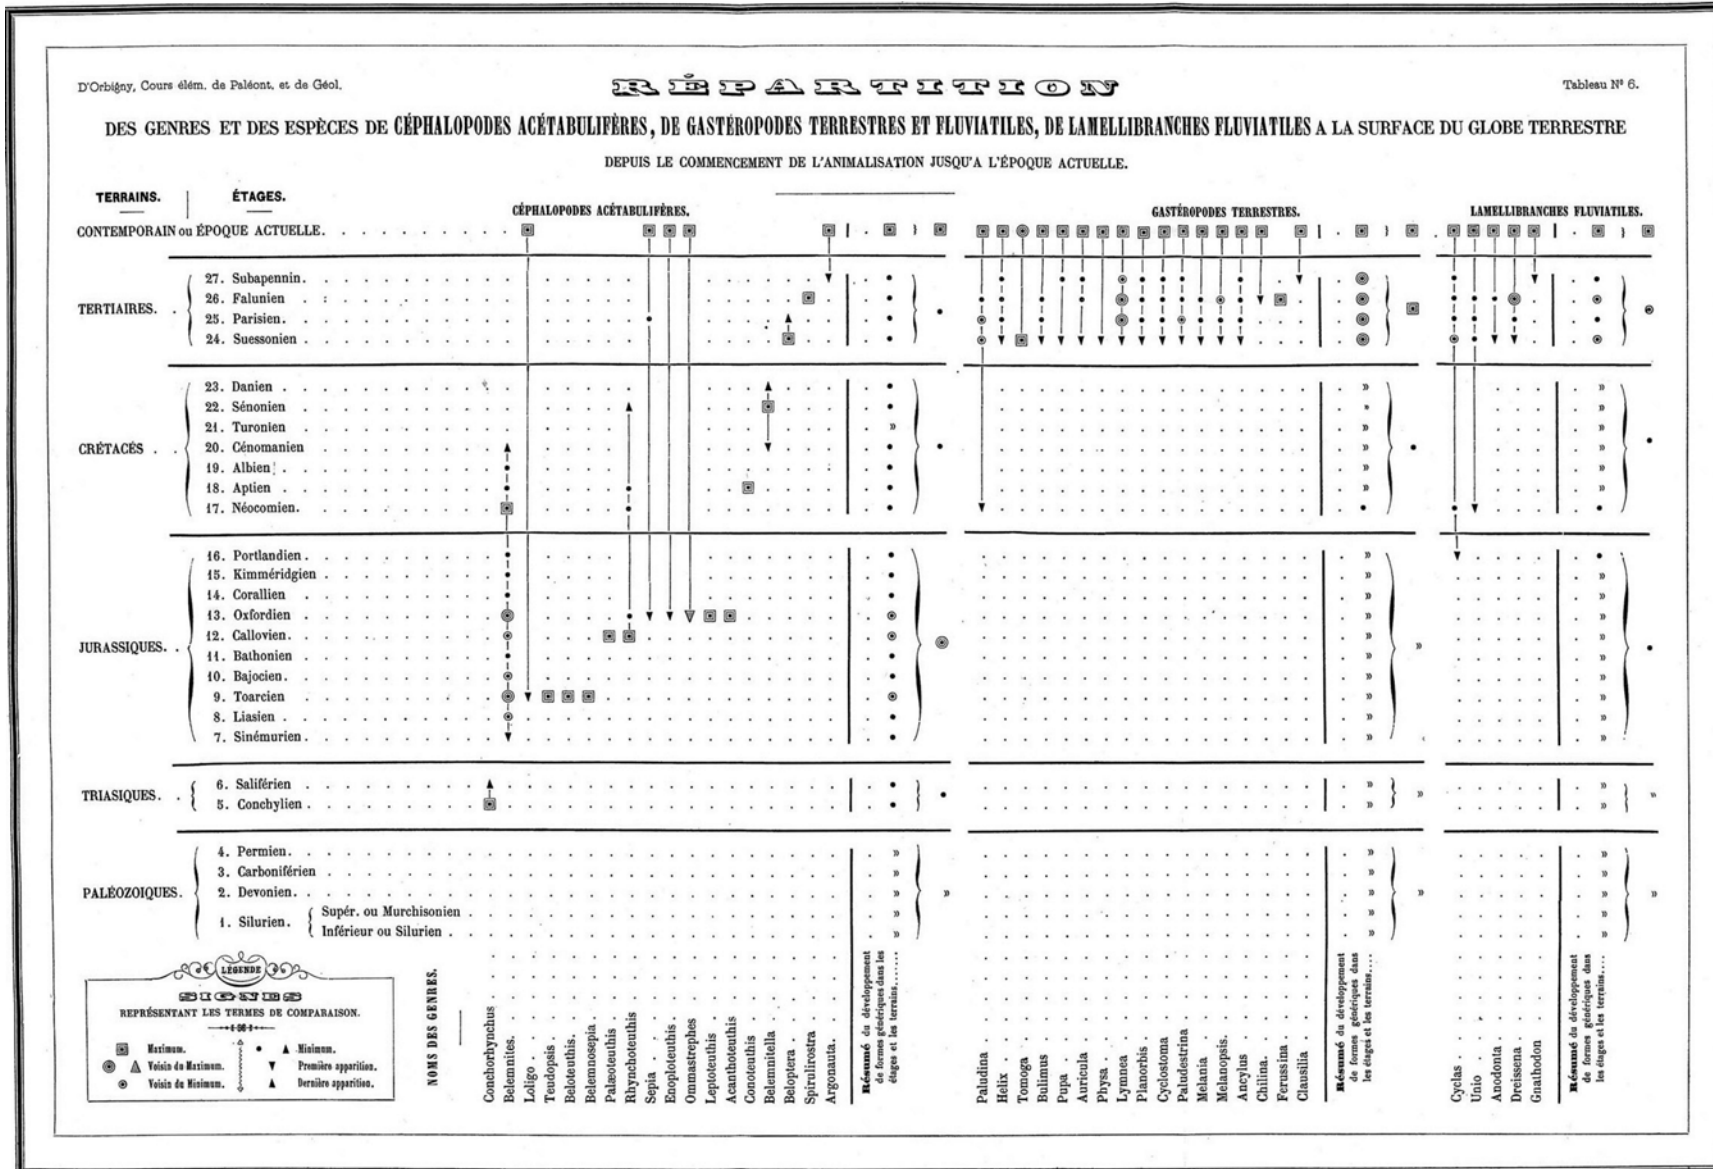 D'Orbigny, Cours élém. de Paléont. et de Géol.
RÉPARTITION
Tableau Nº 6.
DES GENRES ET DES ESPÈCES DE CÉPHALOPODES ACÉTABULIFÈRES, DE GASTÉROPODES TERRESTRES ET FLUVIATILES, DE LAMELLIBRANCHES FLUVIATILES A LA SURFACE DU GLOBE TERRESTRE
DEPUIS LE COMMENCEMENT DE L'ANIMALISATION JUSQU'A L'ÉPOQUE ACTUELLE.
TERRAINS. ÉTAGES.
CÉPHALOPODES ACÉTABULIFÈRES. GASTÉROPODES TERRESTRES. LAMELLIBRANCHES FLUVIATILES.
CONTEMPORAIN ou ÉPOQUE ACTUELLE.
TERTIAIRES.
27. Subapennin.
26. Falunien
25. Parisien
24. Suessonien
CRÉTACÉS
23. Danien
22. Sénonien
21. Turonien
20. Cénomanien
19. Albien
18. Aptien
17. Néocomien.
JURASSIQUES.
16. Portlandien.
15. Kimméridgien
14. Corallien
13. Oxfordien
12. Callovien.
11. Bathonien
10. Bajocien.
9. Toarcien
8. Liasien
7. Sinémurien
TRIASIQUES.
6. Saliférien
5. Conchylien
PALÉOZOIQUES.
4. Permien.
3. Carboniférien
2. Devonien.
1. Silurien.
Supér. ou Murchisonien
Inférieur ou Silurien
LÉGENDE
SIGNES
REPRÉSENTANT LES TERMES DE COMPARAISON.
Maximum.
Voisin du Maximum.
Voisin du Minimum.
Minimum.
Première apparition.
Dernière apparition.
NOMS DES GENRES.
Conchorhynchus
Belemnites.
Loligo
Teudopsis
Beloteuthis.
Belemnosepia.
Palæoteuthis
Rhynchoteuthis
Sepia
Enoploteuthis
Ommastrephes
Leptoteuthis
Acanthoteuthis
Conoteuthis
Belemnitella
Beloptera
Spirulirostra
Argonauta.
Résumé du développement
de formes génériques dans les
étages et les terrains.......
Paludina
Helix
Tomoga
Bulimus
Pupa
Auricula
Physa
Lymnea
Planorbis
Cyclostoma
Paludestrina
Melania
Melanopsis.
Ancylus
Chilina.
Ferussina
Clausilia
Résumé du développement
de formes génériques dans
les étages et les terrains....
Cyclas
Unio
Anodonta
Dreissena
Gnathodon
Résumé du développement
de formes génériques dans
les étages et les terrains....